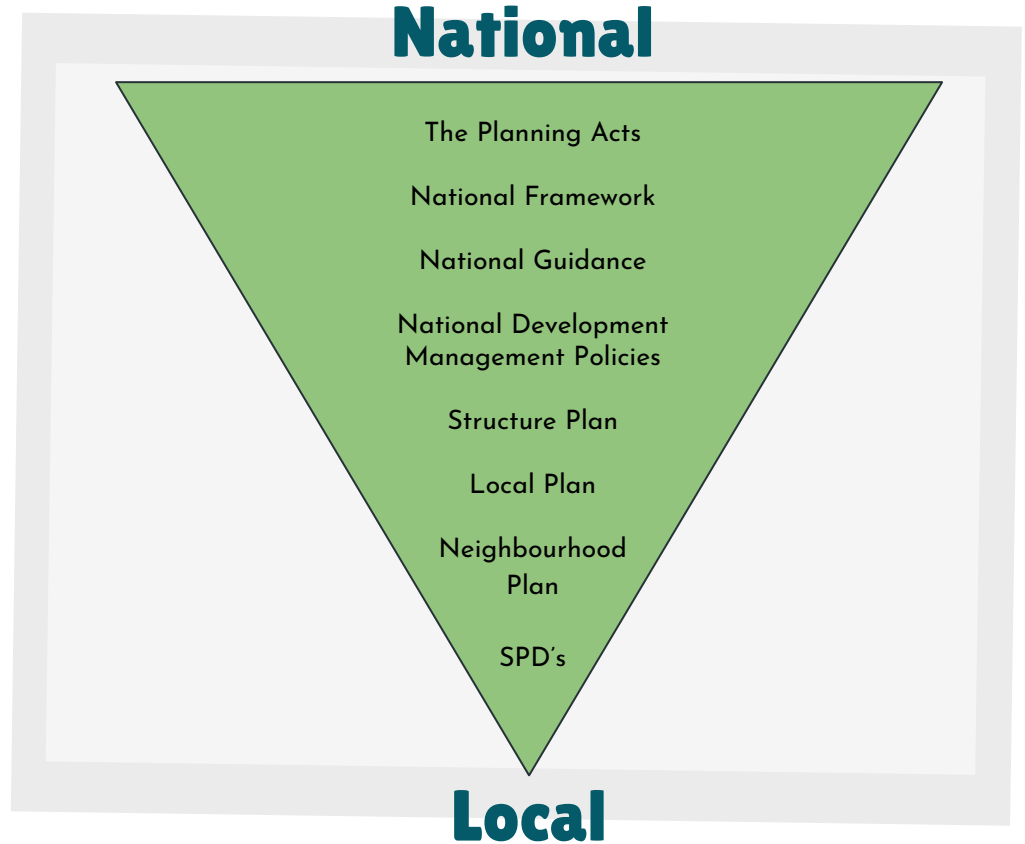 National
The Planning Acts
National Framework
National Guidance
National Development
Management Policies
Structure Plan
Local Plan
Neighbourhood
Plan
SPD’s
Local